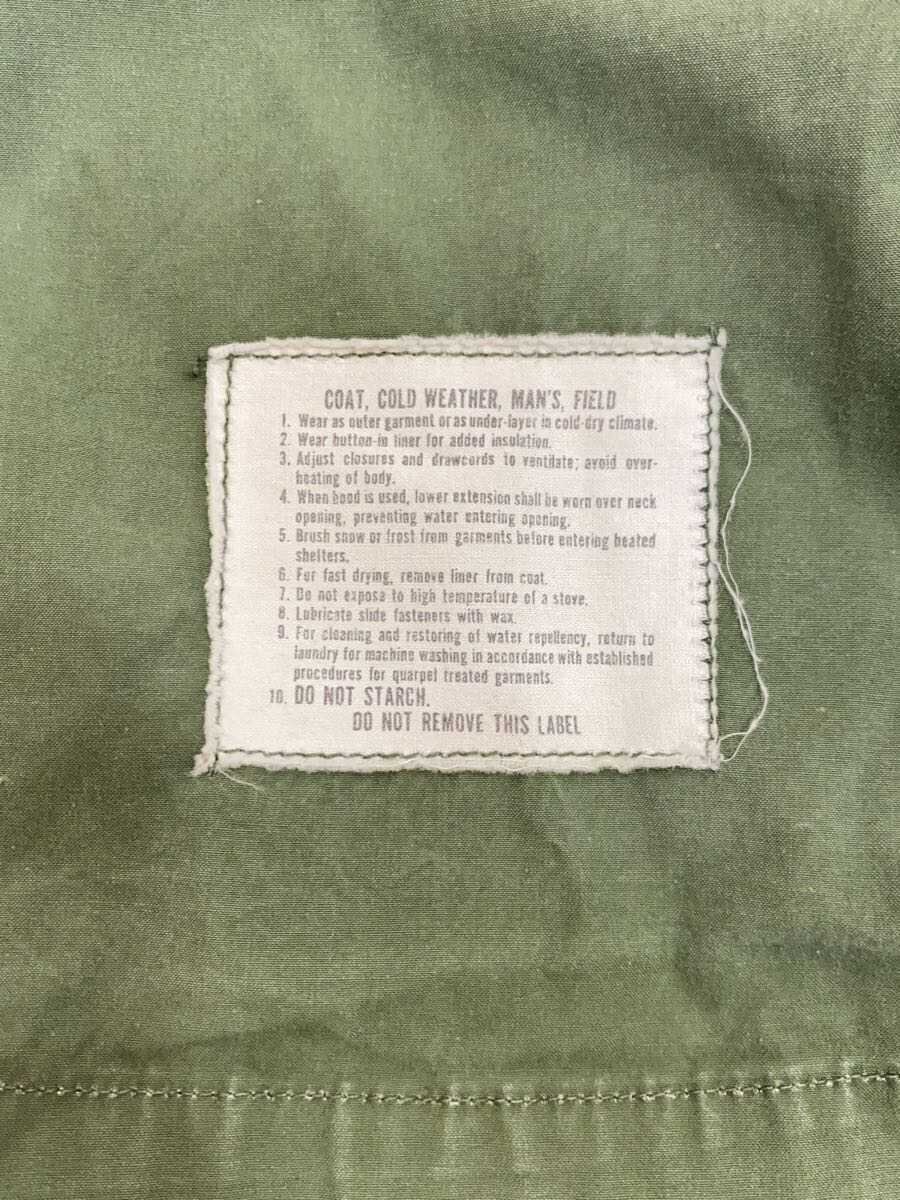 COAT, COLD WEATHER, MAN'S, FIELD
1. Wear as outer garment or as under-layer in cold-dry climate.
2. Wear button-in liner for added insulation.
3. Adjust closures and drawcords to ventilate; avoid over-
heating of body.
4. When hood is used, lower extension shall be worn over neck
opening, preventing water entering opening.
5. Brush snow or frost from garments before entering heated
shelters.
6. For fast drying, remove liner from coat.
7. Do not expose to high temperature of a stove.
8. Lubricate slide fasteners with wax.
9. For cleaning and restoring of water repellency, return to
laundry for machine washing in accordance with established
procedures for quarpel treated garments.
10. DO NOT STARCH.
DO NOT REMOVE THIS LABEL